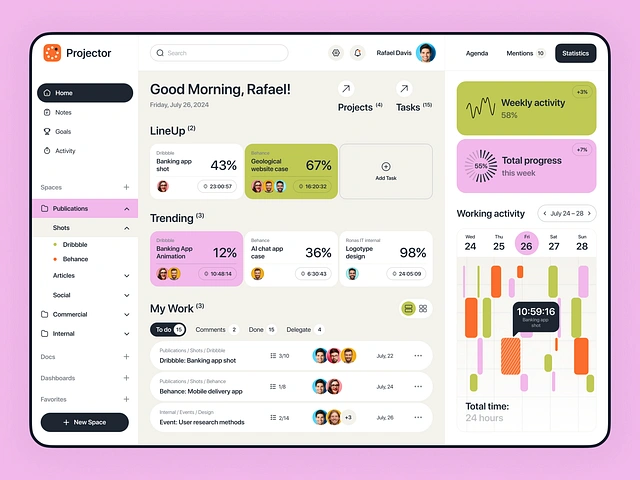 Projector
Home
Notes
Goals
Activity
Spaces
Publications
Shots
Dribbble
Behance
Articles
Social
Commercial
Internal
Docs
Dashboards
Favorites
+ New Space
Search
Rafael Davis
Good Morning, Rafael!
Friday, July 26, 2024
Projects (4)
Tasks (15)
LineUp (2)
Dribbble
Banking app
shot
43%
23:00:57
Behance
Geological
website case
67%
16:20:32
Add Task
Trending (3)
Dribbble
Banking App
Animation
12%
10:48:14
Behance
AI chat app
case
36%
6:30:43
Ronas IT internal
Logotype
design
98%
24:05:09
My Work (3)
To do 15
Comments 2
Done 15
Delegate 4
Publications / Shots / Dribbble
Dribbble: Banking app shot
3/10
July, 22
Publications / Shots / Behance
Behance: Mobile delivery app
1/8
July, 24
Internal / Events / Design
Event: User research methods
2/14
+3
July, 26
Agenda
Mentions 10
Statistics
+3%
Weekly activity
58%
+7%
55%
Total progress
this week
Working activity
July 24 – 28
Wed Thu Fri Sat Sun
24 25 26 27 28
10:59:16
Banking app
shot
Total time:
24 hours